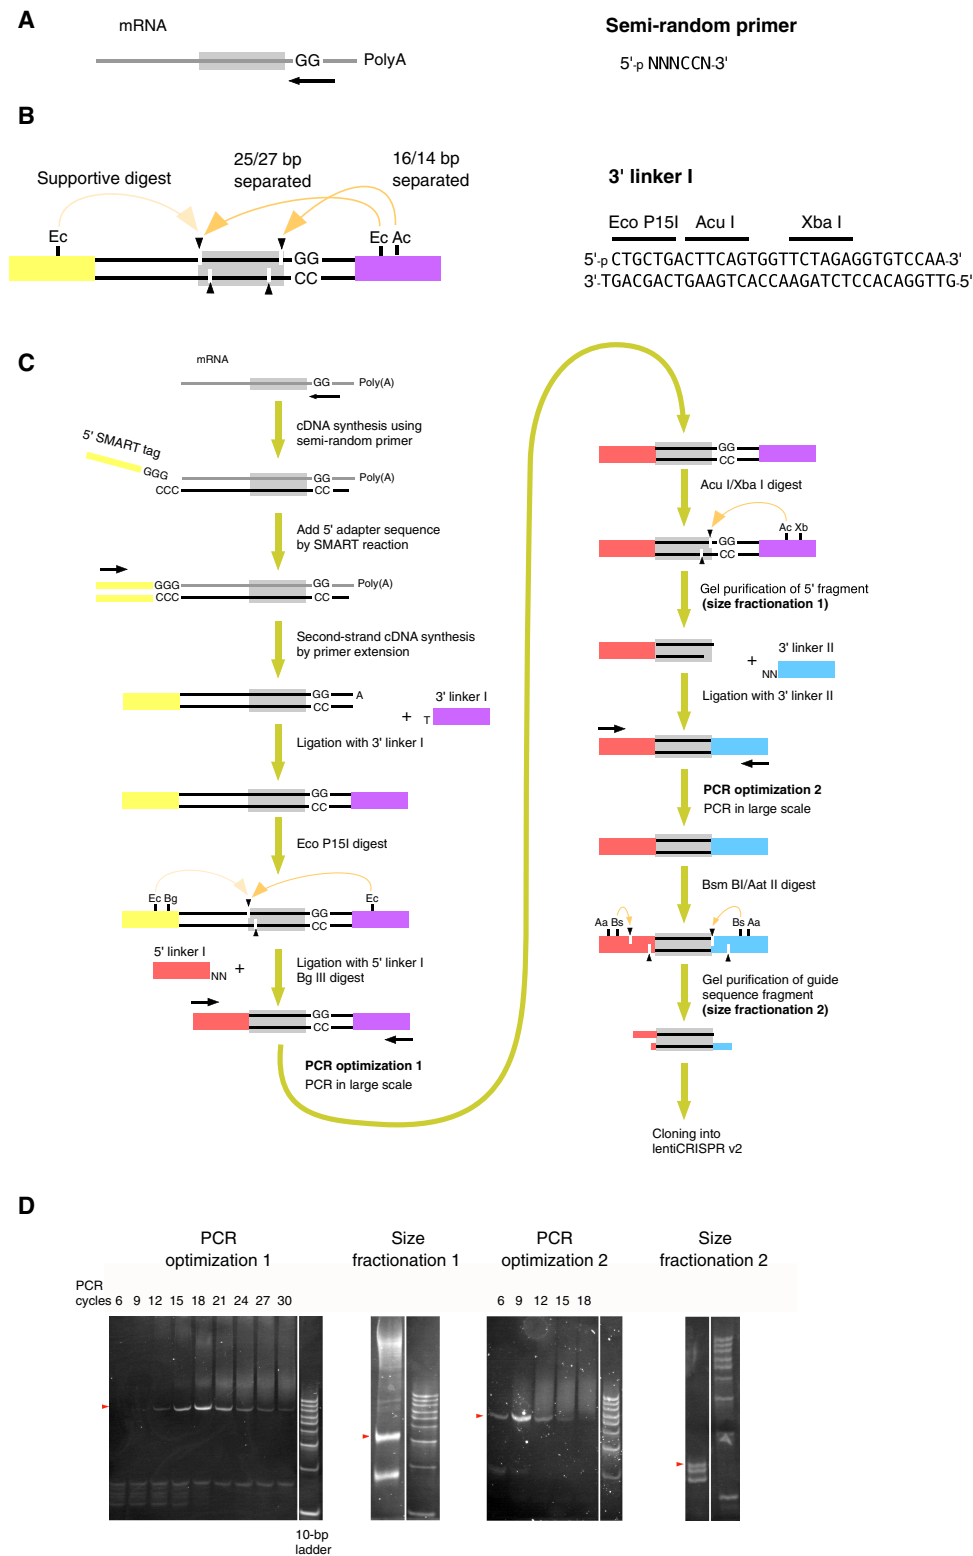 A
mRNA
GG
PolyA
Semi-random primer
5'-p NNNCCN-3'
B
Supportive digest
25/27 bp
separated
16/14 bp
separated
Ec
Ec Ac
GG
CC
3' linker I
Eco P15I
Acu I
Xba I
5'-p CTGCTGACTTCAGTGGTTCTAGAGGTGTCCAA-3'
3'-TGACGACTGAAGTCACCAAGATCTCCACAGGTTG-5'
C
mRNA
GG
Poly(A)
cDNA synthesis using
semi-random primer
5' SMART tag
GGG
CCC
GG
CC
Poly(A)
Add 5' adapter sequence
by SMART reaction
GGG
CCC
GG
CC
Poly(A)
Second-strand cDNA synthesis
by primer extension
GG
CC
A
+
T
3' linker I
Ligation with 3' linker I
GG
CC
Eco P15I digest
Ec Bg
Ec
GG
CC
5' linker I
NN
+
Ligation with 5' linker I
Bg III digest
GG
CC
PCR optimization 1
PCR in large scale
GG
CC
Acu I/Xba I digest
Ac Xb
GG
CC
Gel purification of 5' fragment
(size fractionation 1)
+
3' linker II
NN
Ligation with 3' linker II
PCR optimization 2
PCR in large scale
Bsm BI/Aat II digest
Aa Bs
Bs Aa
Gel purification of guide
sequence fragment
(size fractionation 2)
Cloning into
lentiCRISPR v2
D
PCR
optimization 1
Size
fractionation 1
PCR
optimization 2
Size
fractionation 2
PCR
cycles 6 9 12 15 18 21 24 27 30
6 9 12 15 18
10-bp
ladder